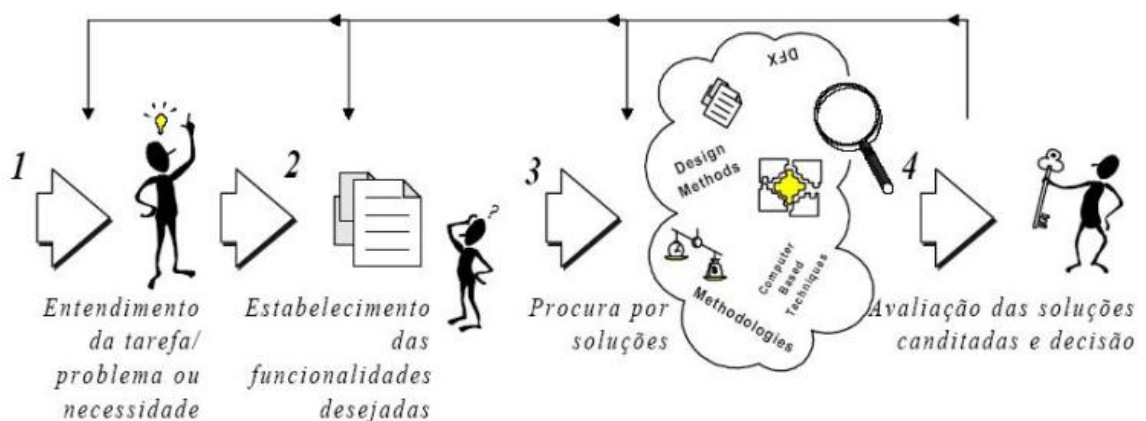 1
Entendimento
da tarefa/
problema ou
necessidade
2
Estabelecimento
das
funcionalidades
desejadas
?
3
Procura por
soluções
DFX
Design
Methods
Computer
Based
Techniques
Methodologies
4
Avaliação das soluções
canditadas e decisão